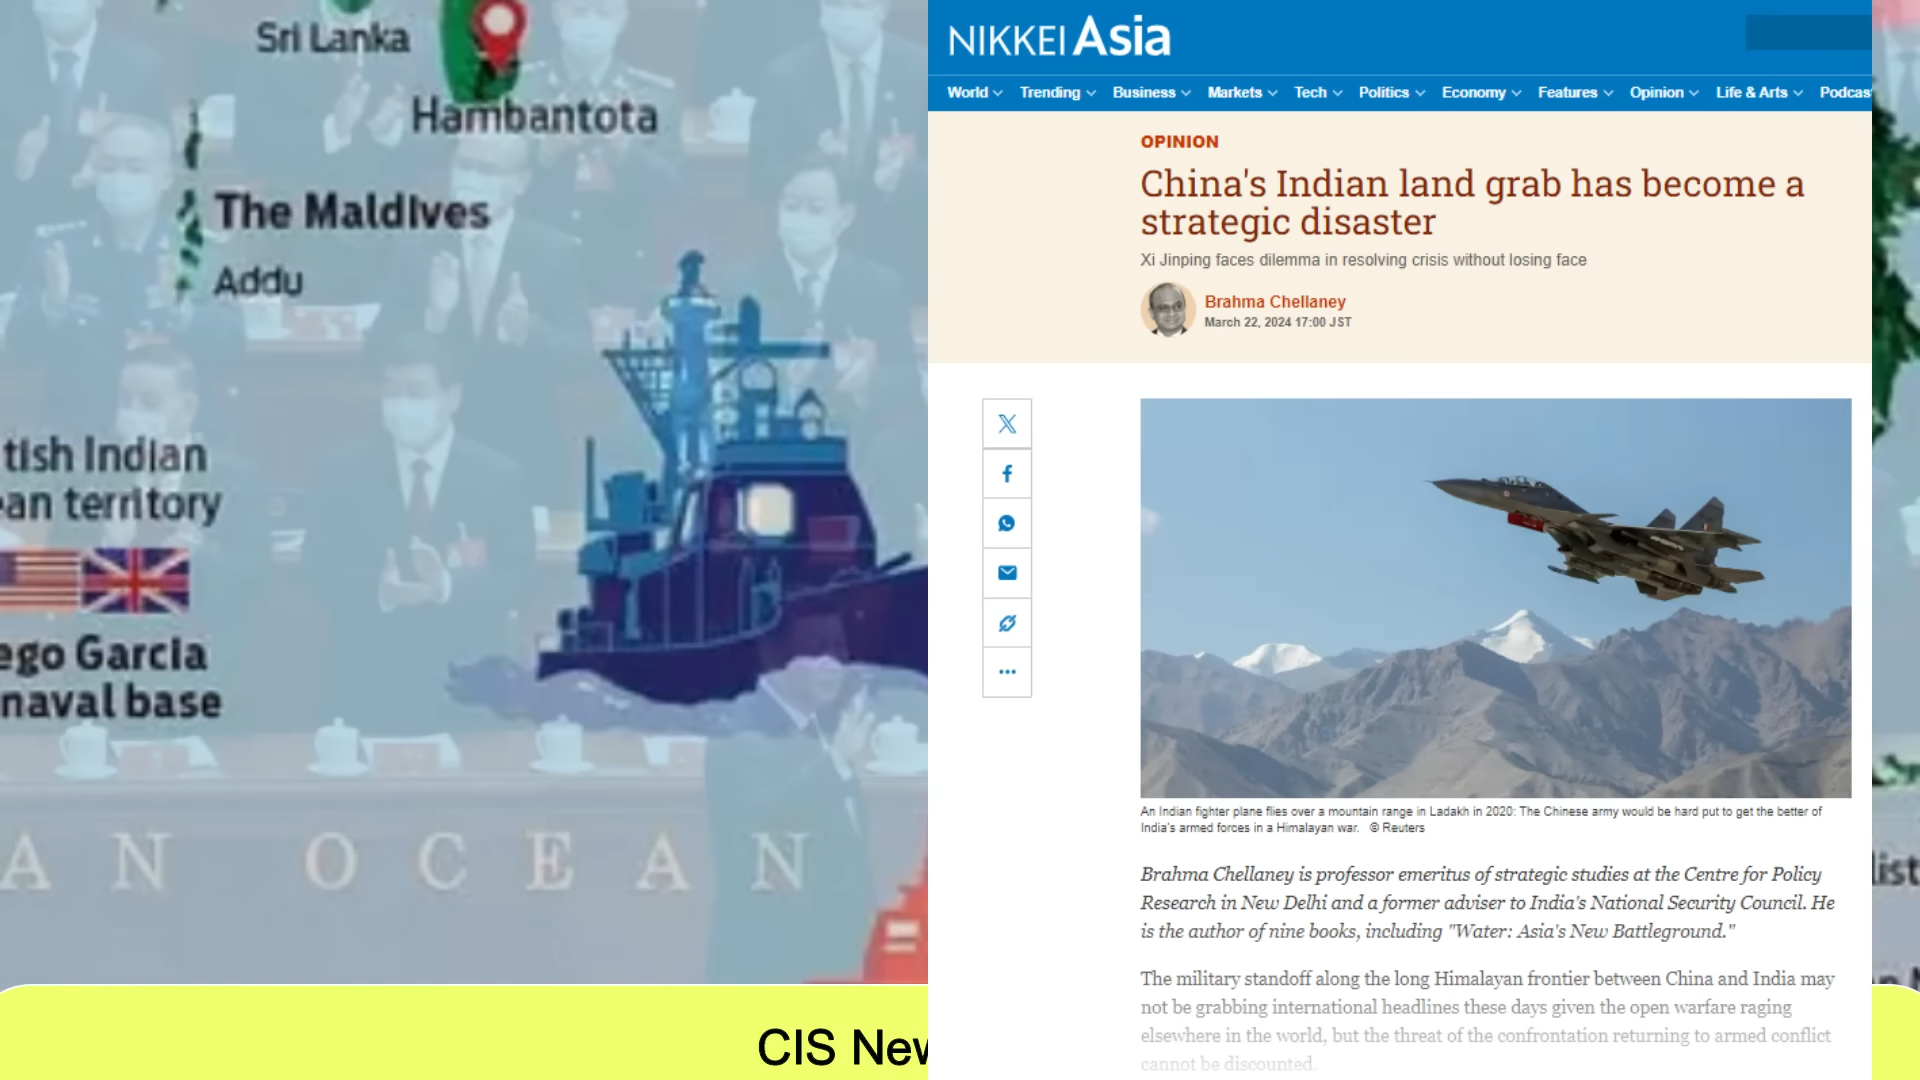 Sri Lanka
Hambantota
The Maldives
Addu
tish Indian
an territory
ego Garcia
naval base
AN OCEAN
CIS New
NIKKEI Asia
World Trending Business Markets Tech Politics Economy Features Opinion Life & Arts Podcas
OPINION
China's Indian land grab has become a
strategic disaster
Xi Jinping faces dilemma in resolving crisis without losing face
Brahma Chellaney
March 22, 2024 17:00 JST
An Indian fighter plane flies over a mountain range in Ladakh in 2020: The Chinese army would be hard put to get the better of
India's armed forces in a Himalayan war. © Reuters
Brahma Chellaney is professor emeritus of strategic studies at the Centre for Policy
Research in New Delhi and a former adviser to India's National Security Council. He
is the author of nine books, including "Water: Asia's New Battleground."
The military standoff along the long Himalayan frontier between China and India may
not be grabbing international headlines these days given the open warfare raging
elsewhere in the world, but the threat of the confrontation returning to armed conflict
cannot be discounted.
list